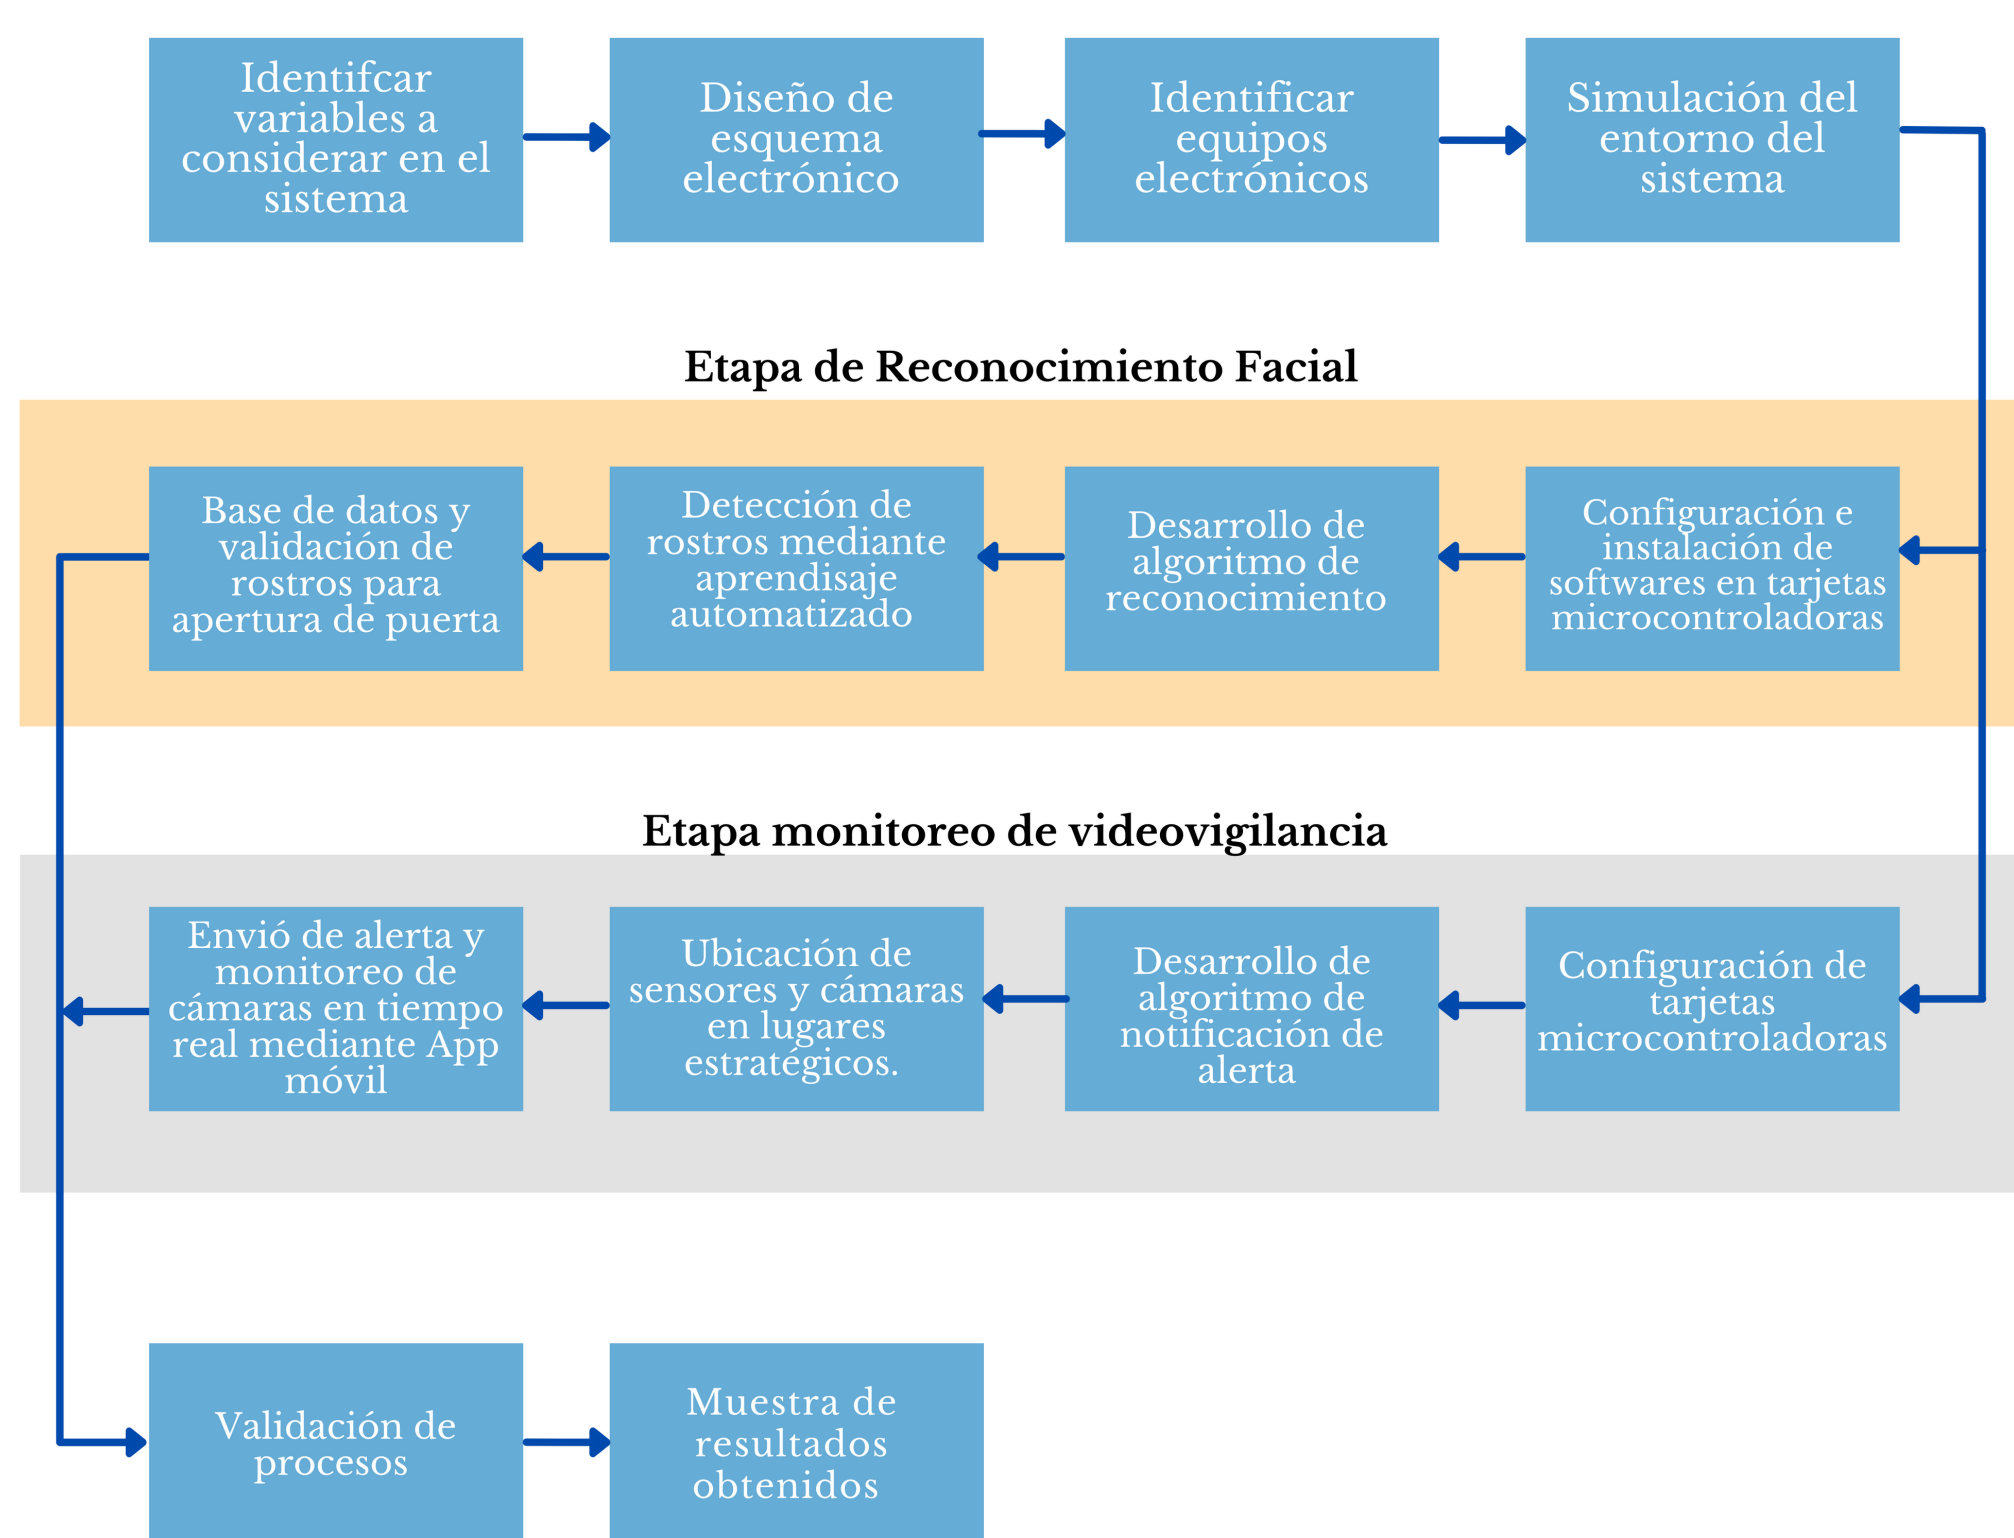 Identifcar
variables a
considerar en el
sistema
Diseño de
esquema
electrónico
Identificar
equipos
electrónicos
Simulación del
entorno del
sistema
Etapa de Reconocimiento Facial
Base de datos y
validación de
rostros para
apertura de puerta
Detección de
rostros mediante
aprendisaje
automatizado
Desarrollo de
algoritmo de
reconocimiento
Configuración e
instalación de
softwares en tarjetas
microcontroladoras
Etapa monitoreo de videovigilancia
Envió de alerta y
monitoreo de
cámaras en tiempo
real mediante App
móvil
Ubicación de
sensores y cámaras
en lugares
estratégicos.
Desarrollo de
algoritmo de
notificación de
alerta
Configuración de
tarjetas
microcontroladoras
Validación de
procesos
Muestra de
resultados
obtenidos